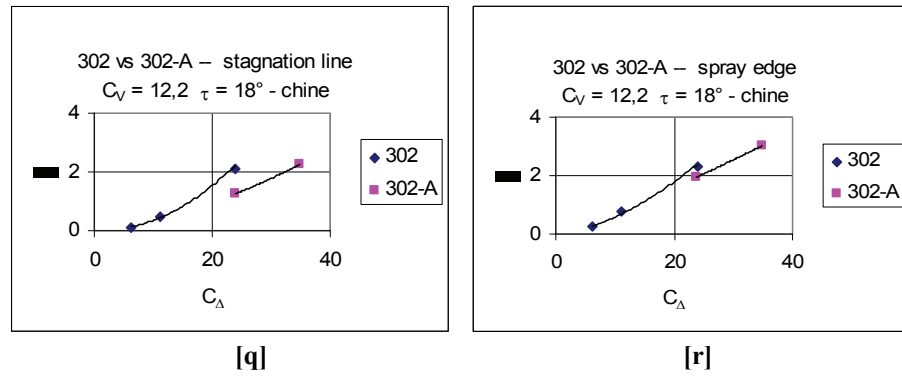 302 vs 302-A -- stagnation line
C_V = 12,2 τ = 18° - chine
4
2
0
0 20 40
C_Δ
302
302-A
[q]
302 vs 302-A -- spray edge
C_V = 12,2 τ = 18° - chine
4
2
0
0 20 40
C_Δ
302
302-A
[r]